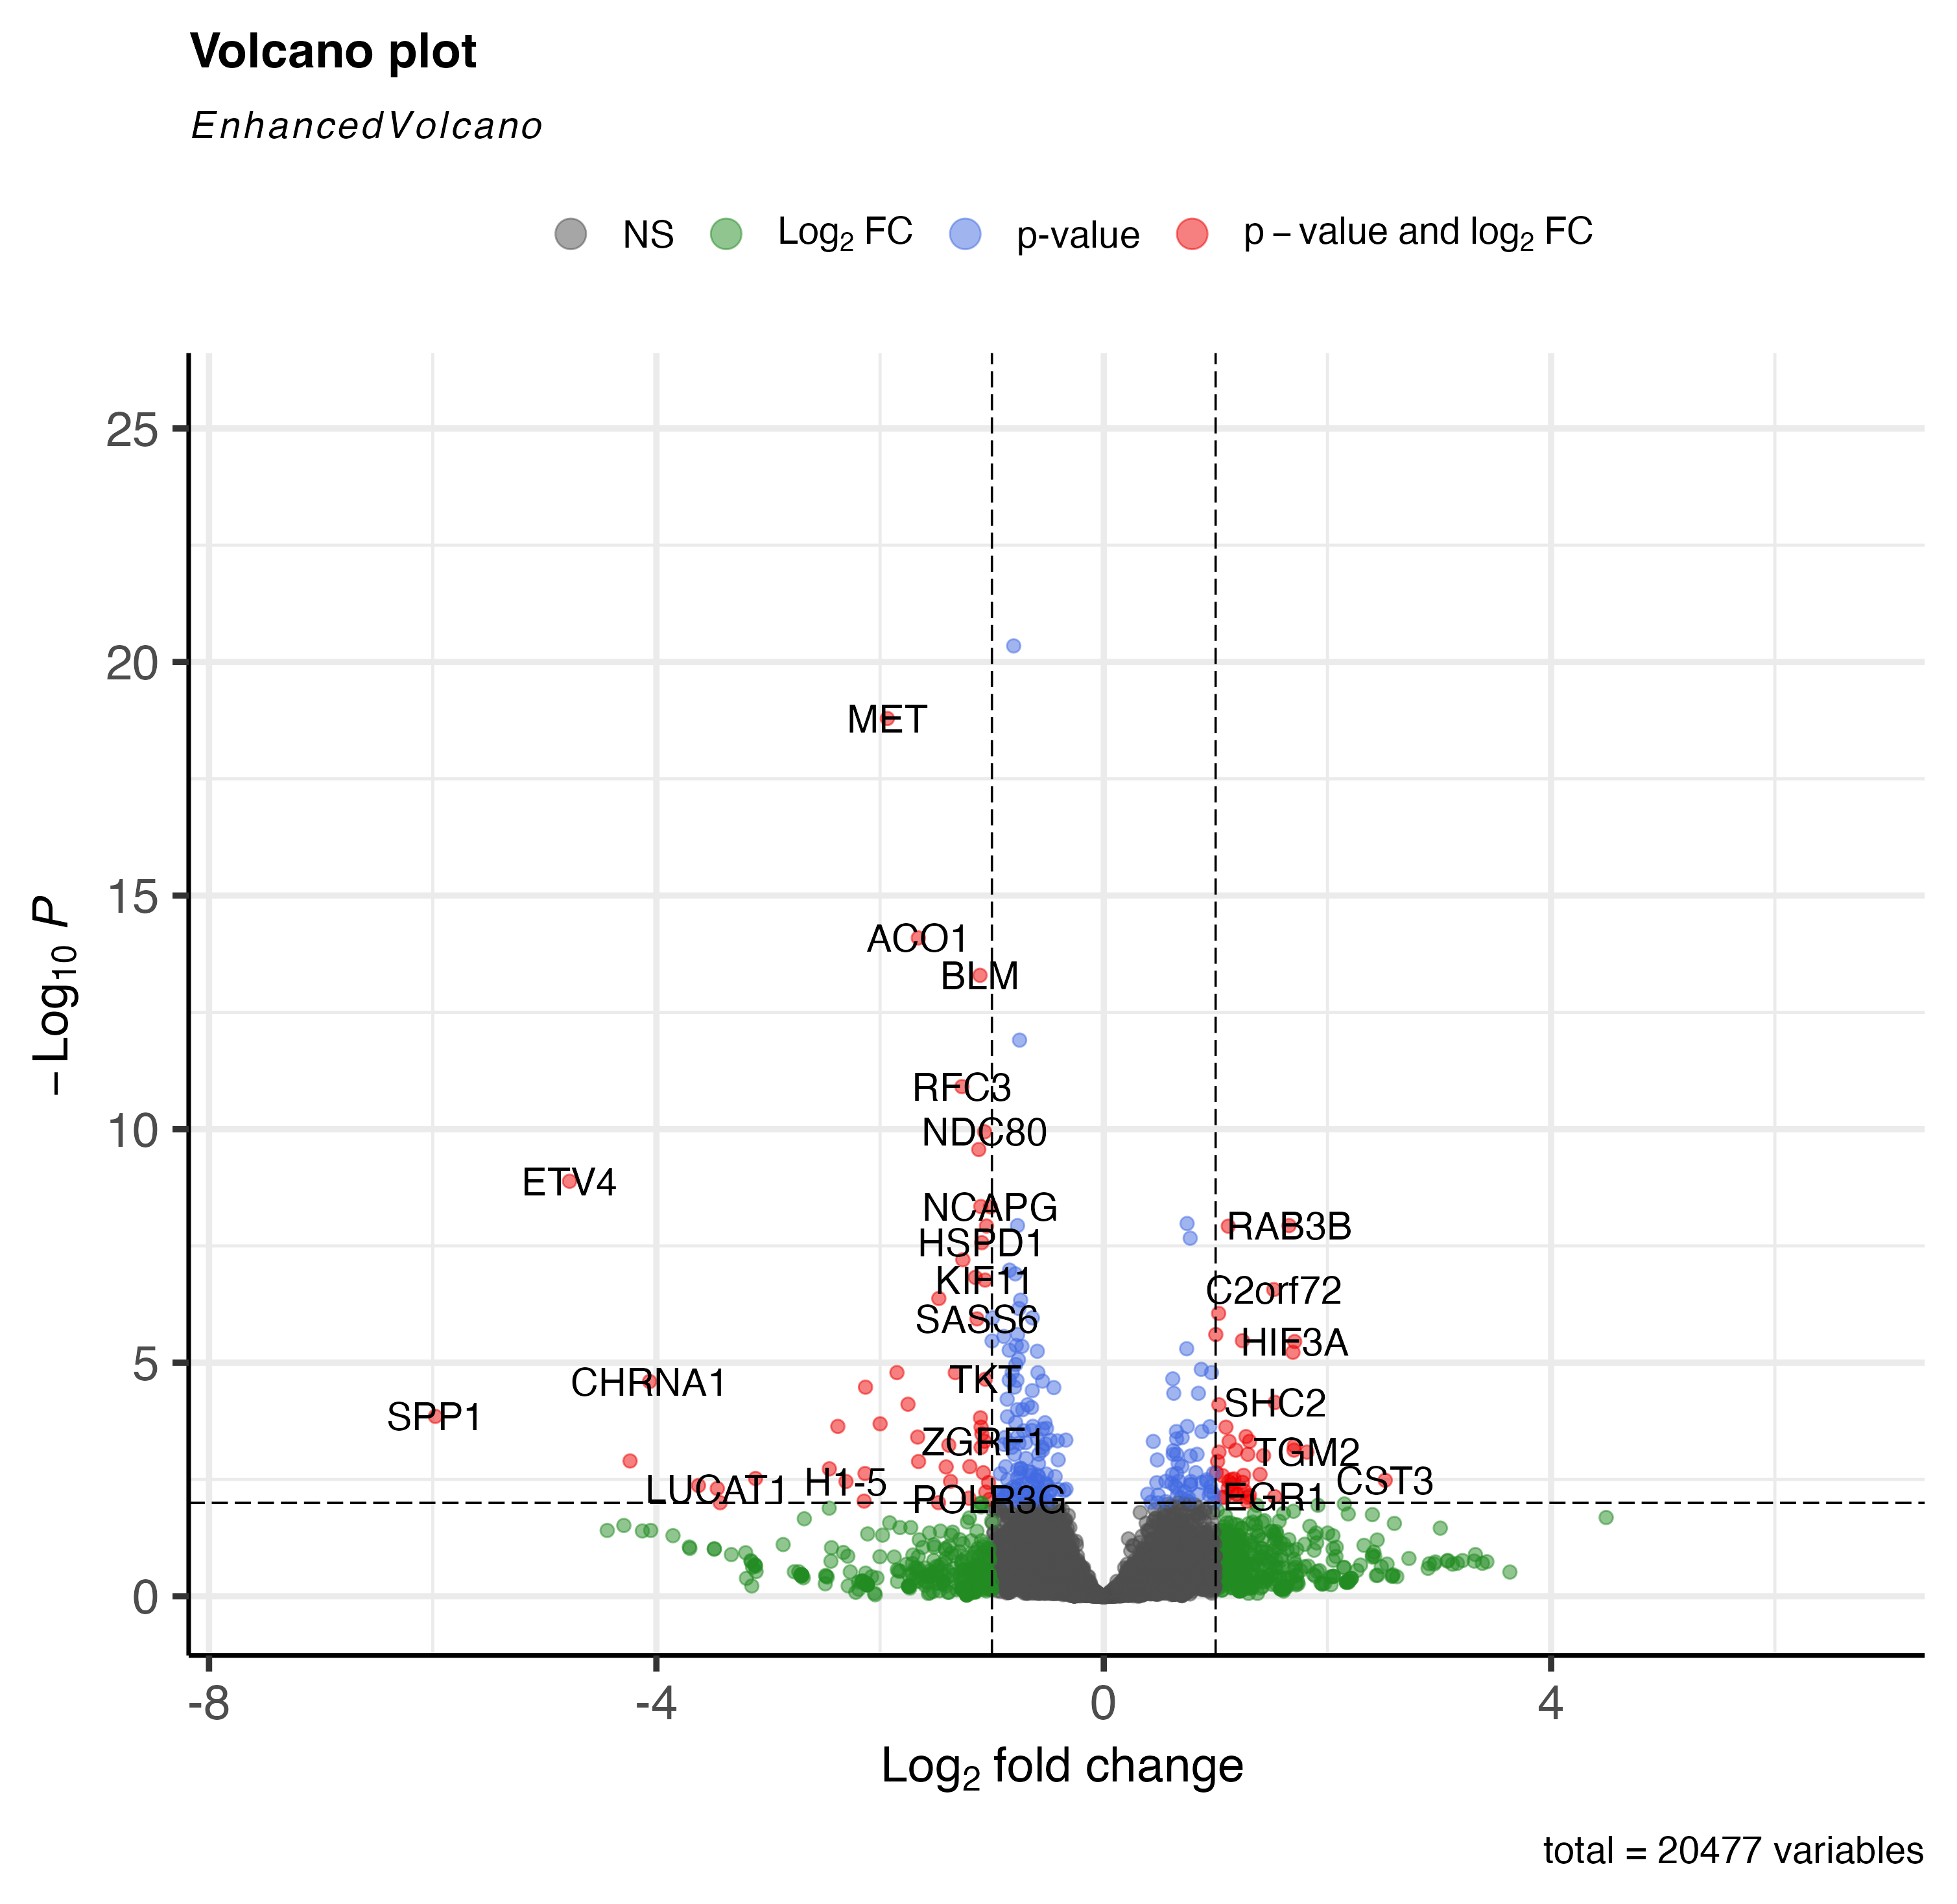 Volcano plot
EnhancedVolcano
NS Log2 FC p-value p – value and log2 FC
25
20
MET
15
ACO1
BLM
RFC3
10
NDC80
ETV4
NCAPG
RAB3B
HSPD1
KIF11
C2orf72
SASS6
HIF3A
5
TKT
CHRNA1
SHC2
SPP1
ZGRF1
TGM2
H1-5
CST3
LUCAT1
EGR1
POLR3G
0
– Log10 P
-8 -4 0 4
Log2 fold change
total = 20477 variables